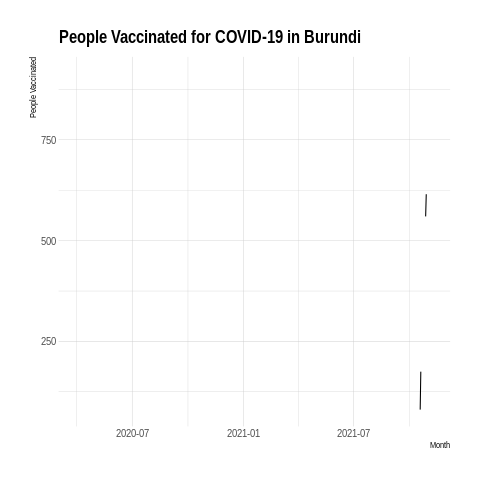 People Vaccinated for COVID-19 in Burundi
People Vaccinated
750
500
250
2020-07 2021-01 2021-07
Month